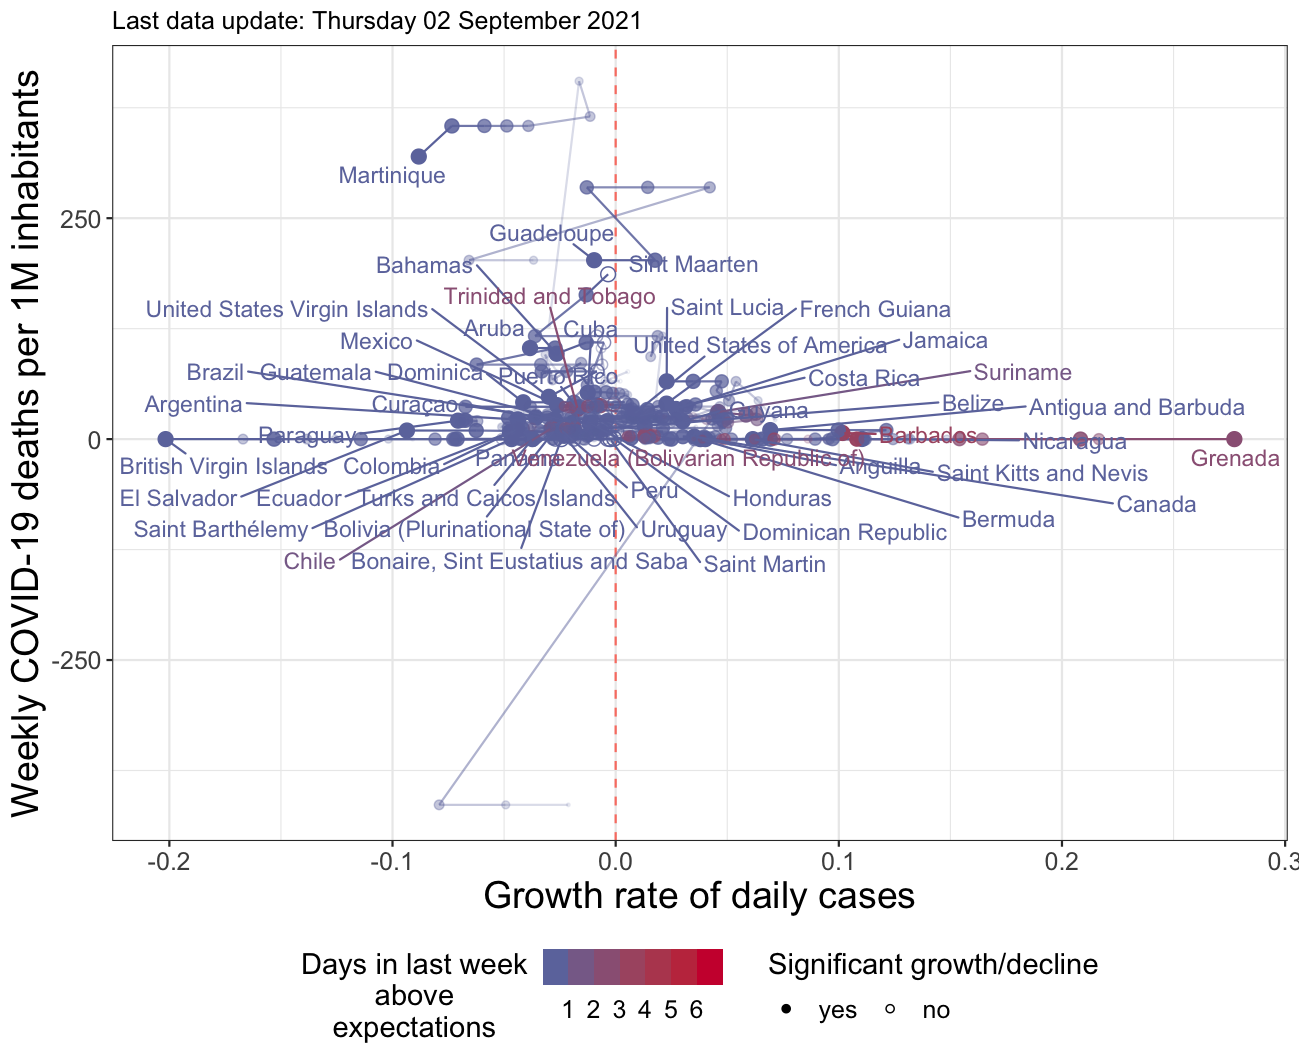 Last data update: Thursday 02 September 2021
Weekly COVID-19 deaths per 1M inhabitants
250
0
-250
Martinique
Guadeloupe
Bahamas
Sint Maarten
Trinidad and Tobago
United States Virgin Islands
Saint Lucia
French Guiana
Aruba
Cuba
Mexico
United States of America
Jamaica
Brazil
Guatemala
Dominica
Puerto Rico
Costa Rica
Suriname
Argentina
Curaçao
Guyana
Belize
Antigua and Barbuda
Paraguay
Barbados
Nicaragua
British Virgin Islands
Colombia
Panama
Venezuela (Bolivarian Republic of)
Anguilla
Saint Kitts and Nevis
Grenada
El Salvador
Ecuador
Turks and Caicos Islands
Peru
Honduras
Canada
Saint Barthélemy
Bolivia (Plurinational State of)
Uruguay
Dominican Republic
Bermuda
Chile
Bonaire, Sint Eustatius and Saba
Saint Martin
-0.2 -0.1 0.0 0.1 0.2 0.3
Growth rate of daily cases
Days in last week
above
expectations
1 2 3 4 5 6
Significant growth/decline
yes no